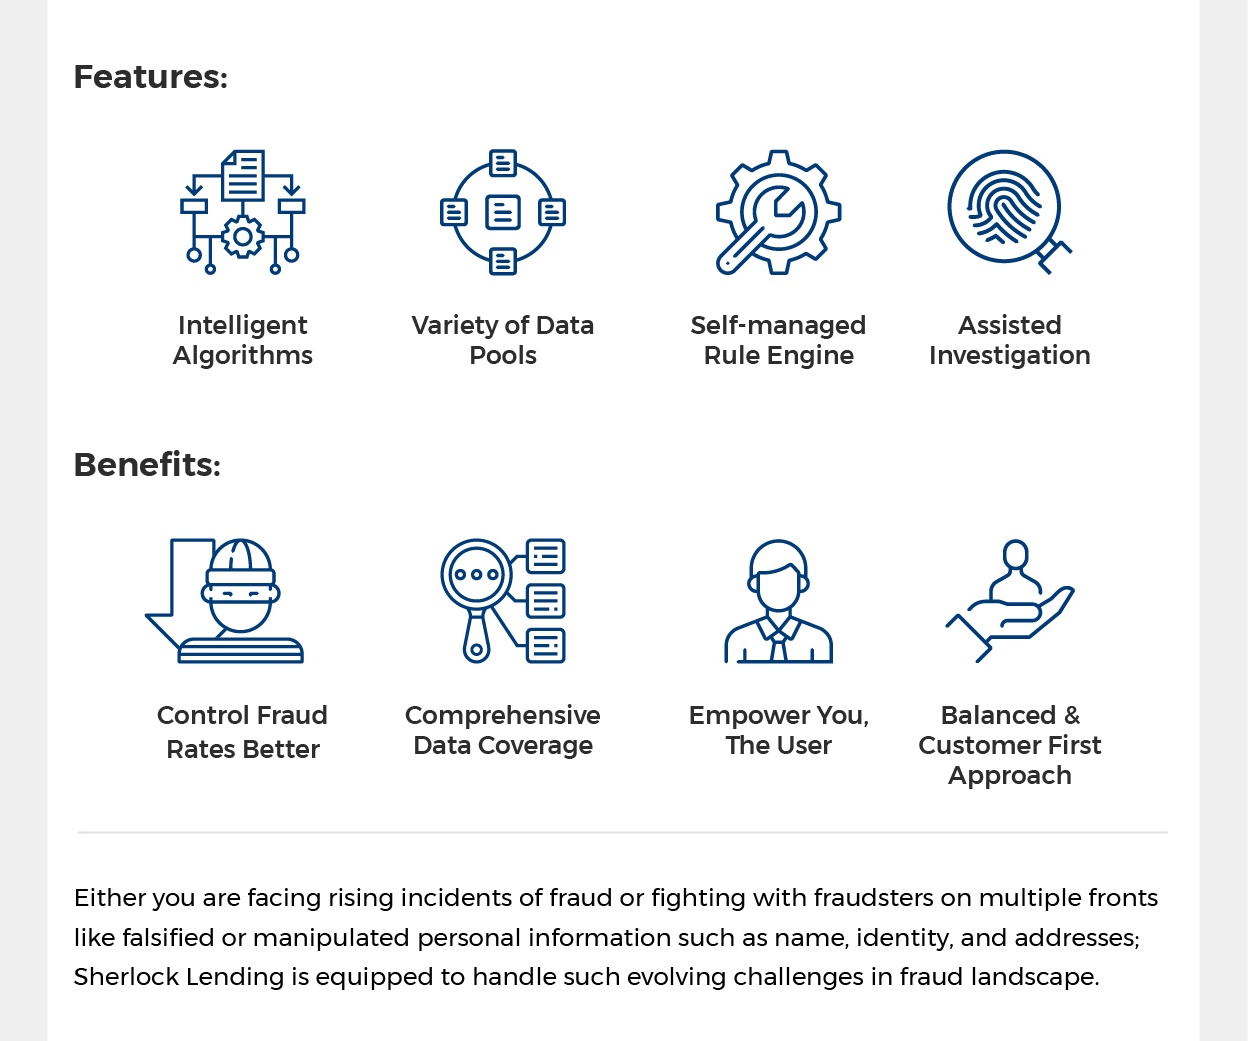 Features:
Intelligent
Algorithms
Variety of Data
Pools
Self-managed
Rule Engine
Assisted
Investigation
Benefits:
Control Fraud
Rates Better
Comprehensive
Data Coverage
Empower You,
The User
Balanced &
Customer First
Approach
Either you are facing rising incidents of fraud or fighting with fraudsters on multiple fronts
like falsified or manipulated personal information such as name, identity, and addresses;
Sherlock Lending is equipped to handle such evolving challenges in fraud landscape.